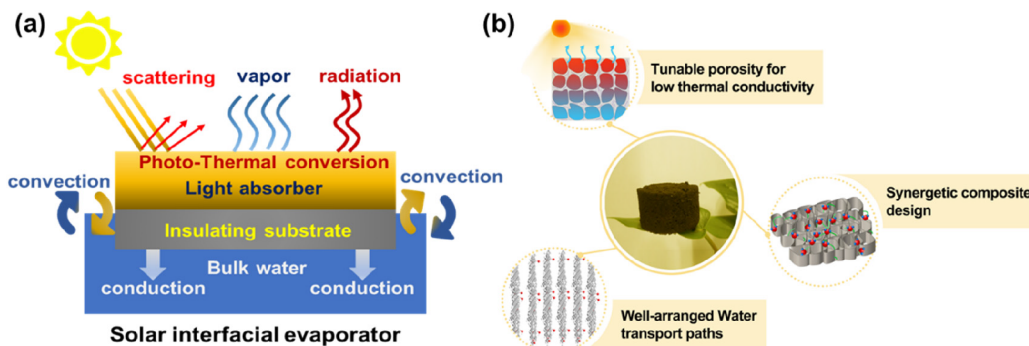 (a)
scattering
vapor
radiation
Photo-Thermal conversion
convection
Light absorber
convection
Insulating substrate
Bulk water
conduction
conduction
Solar interfacial evaporator
(b)
Tunable porosity for
low thermal conductivity
Synergetic composite
design
Well-arranged Water
transport paths